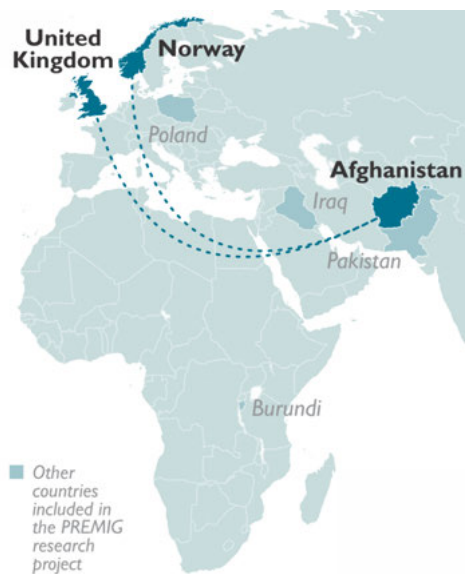 United
Kingdom
Norway
Poland
Afghanistan
Iraq
Pakistan
Burundi
Other
countries
included in
the PREMIG
research
project